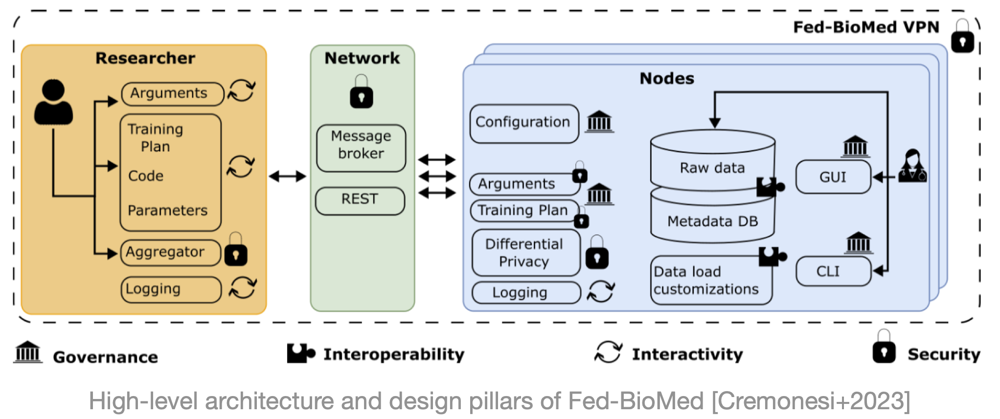 Fed-BioMed VPN
Researcher
Arguments
Training
Plan
Code
Parameters
Aggregator
Logging
Network
Message
broker
REST
Nodes
Configuration
Arguments
Training Plan
Differential
Privacy
Logging
Raw data
Metadata DB
Data load
customizations
GUI
CLI
Governance
Interoperability
Interactivity
Security
High-level architecture and design pillars of Fed-BioMed [Cremonesi+2023]